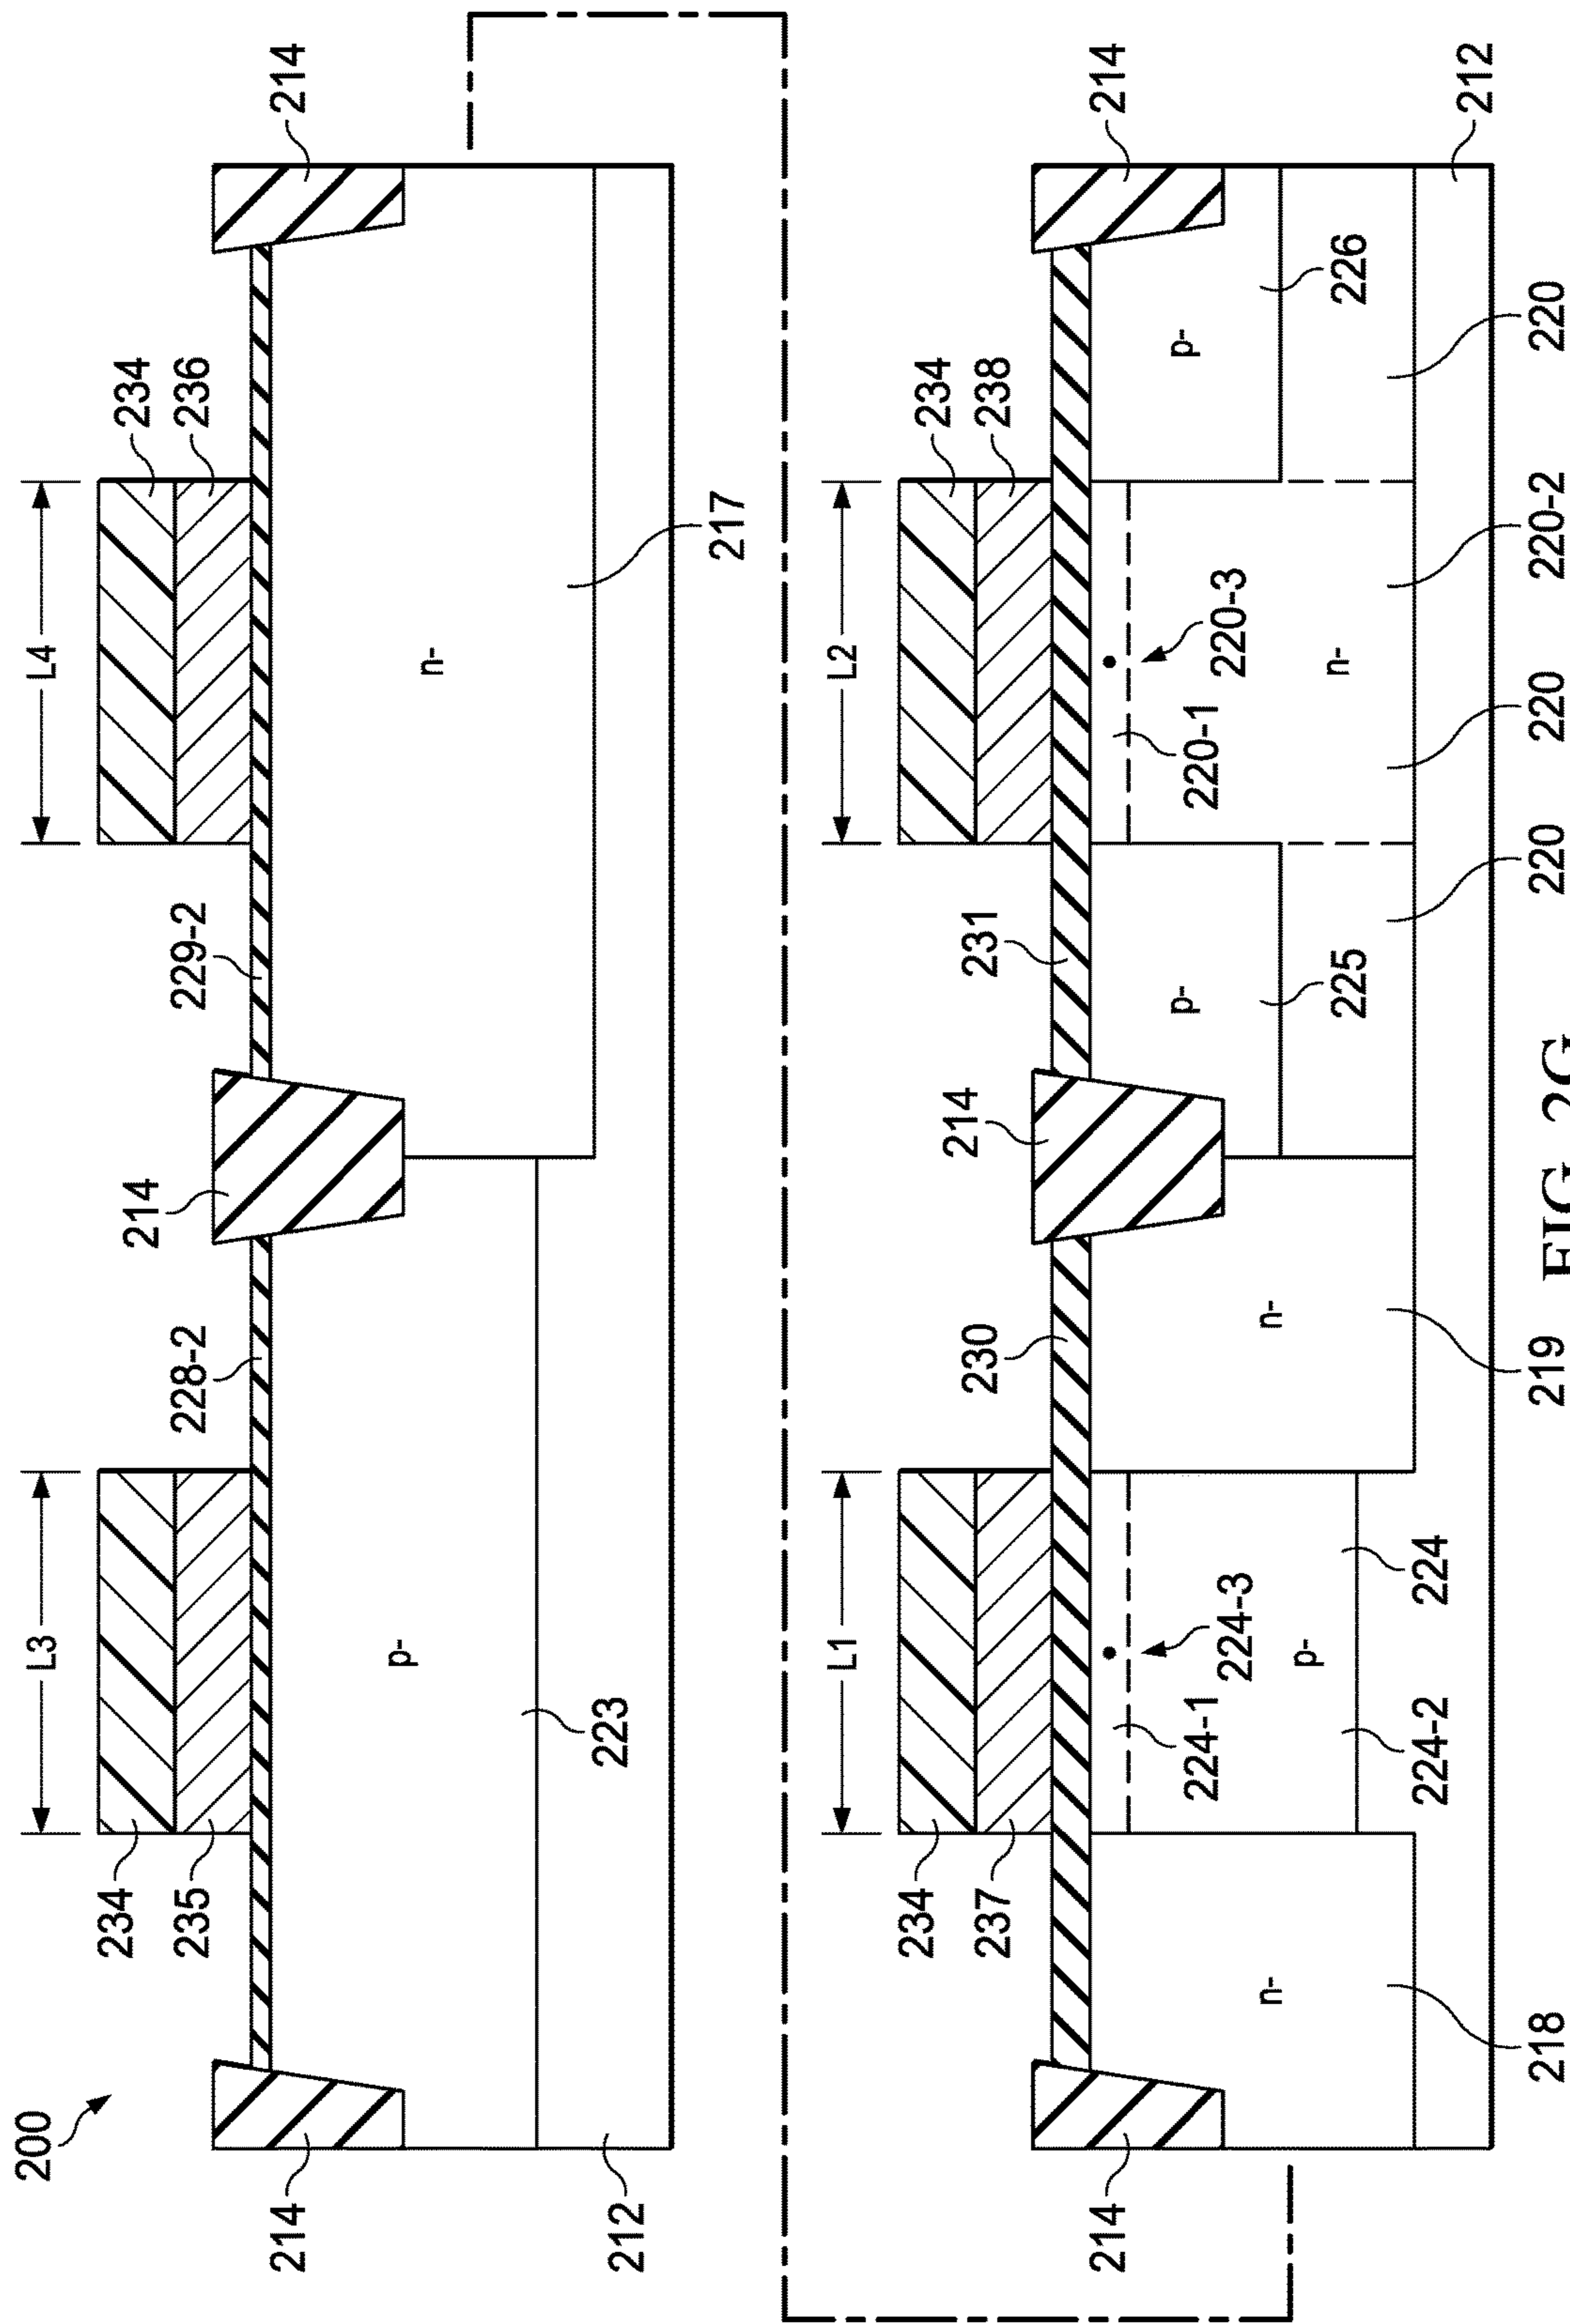 200
L3 L4
234 214 234
235 228-2 229-2 236
214 214
p- n-
212 223
217
L1 L2
234 214 234
237 230 231 238
214 214
224-1 p- 220-1 p-
224-3 220-3
n- p- n- n-
225 226
224-2 224 212
218 219 220 220 220-2 220
FIG. 2G